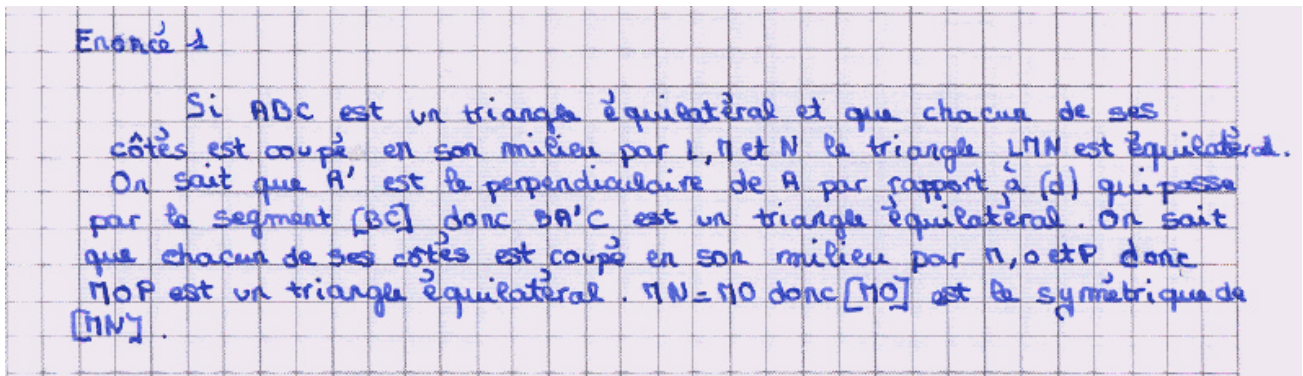 Enoncé 1
Si ABC est un triangle équilatéral et que chacun de ses
côtés est coupé en son milieu par L, M et N le triangle LMN est équilatéral.
On sait que A' est le perpendiculaire de A par rapport à (d) qui passe
par le segment [BC] donc BA'C est un triangle équilatéral. On sait
que chacun de ses côtés est coupé en son milieu par M, O et P donc
MOP est un triangle équilatéral. MN = MO donc [MO] est le symétrique de
[MN].